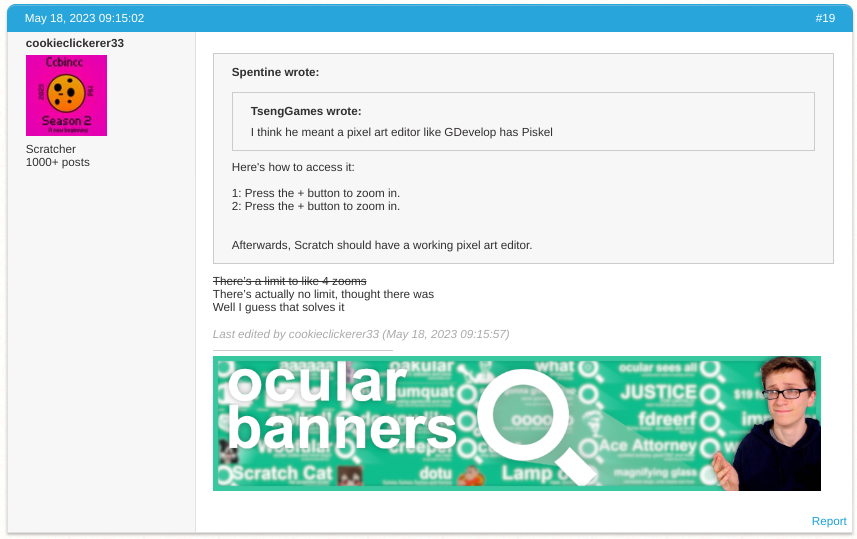 May 18, 2023 09:15:02
#19
cookieclickerer33
Ccbincc
Season 2
Scratcher
1000+ posts
Spentine wrote:
TsengGames wrote:
I think he meant a pixel art editor like GDevelop has Piskel
Here's how to access it:
1: Press the + button to zoom in.
2: Press the + button to zoom in.
Afterwards, Scratch should have a working pixel art editor.
There's a limit to like 4 zooms
There's actually no limit, thought there was
Well I guess that solves it
Last edited by cookieclickerer33 (May 18, 2023 09:15:57)
ocular
banners
what
ocular sees all
JUSTICE
fdreerf
Ace Attorney
creeper
Scratch Cat
dotu
Lamp
magnifying glass
Report